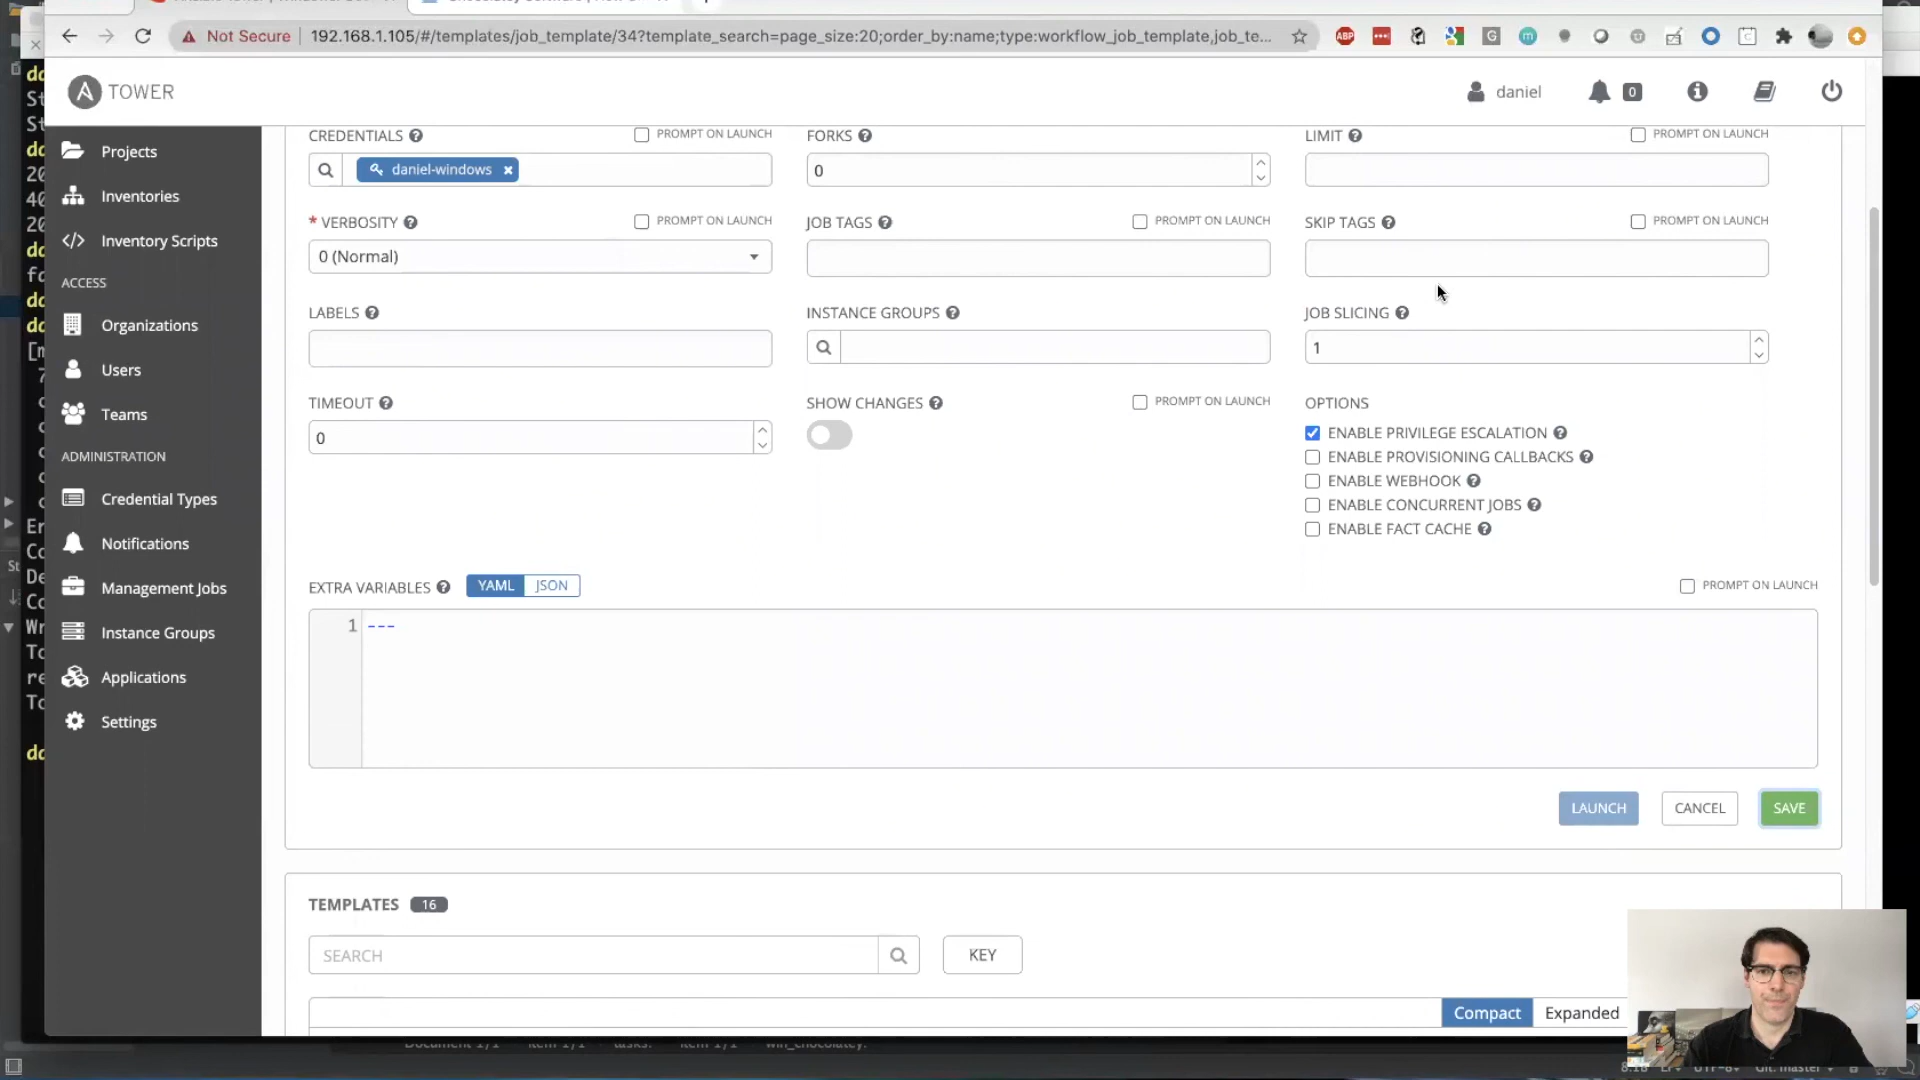 Not Secure
192.168.1.105/#/templates/job_template/34?template_search=page_size:20;order_by:name;type:workflow_job_template,job_te...
A TOWER
daniel
0
Projects
Inventories
Inventory Scripts
ACCESS
Organizations
Users
Teams
ADMINISTRATION
Credential Types
Notifications
Management Jobs
Instance Groups
Applications
Settings
CREDENTIALS
PROMPT ON LAUNCH
daniel-windows
FORKS
0
LIMIT
PROMPT ON LAUNCH
* VERBOSITY
PROMPT ON LAUNCH
0 (Normal)
JOB TAGS
PROMPT ON LAUNCH
SKIP TAGS
PROMPT ON LAUNCH
LABELS
INSTANCE GROUPS
JOB SLICING
1
TIMEOUT
0
SHOW CHANGES
PROMPT ON LAUNCH
OPTIONS
ENABLE PRIVILEGE ESCALATION
ENABLE PROVISIONING CALLBACKS
ENABLE WEBHOOK
ENABLE CONCURRENT JOBS
ENABLE FACT CACHE
EXTRA VARIABLES
YAML JSON
PROMPT ON LAUNCH
1 ---
LAUNCH
CANCEL
SAVE
TEMPLATES 16
SEARCH
KEY
Compact
Expanded